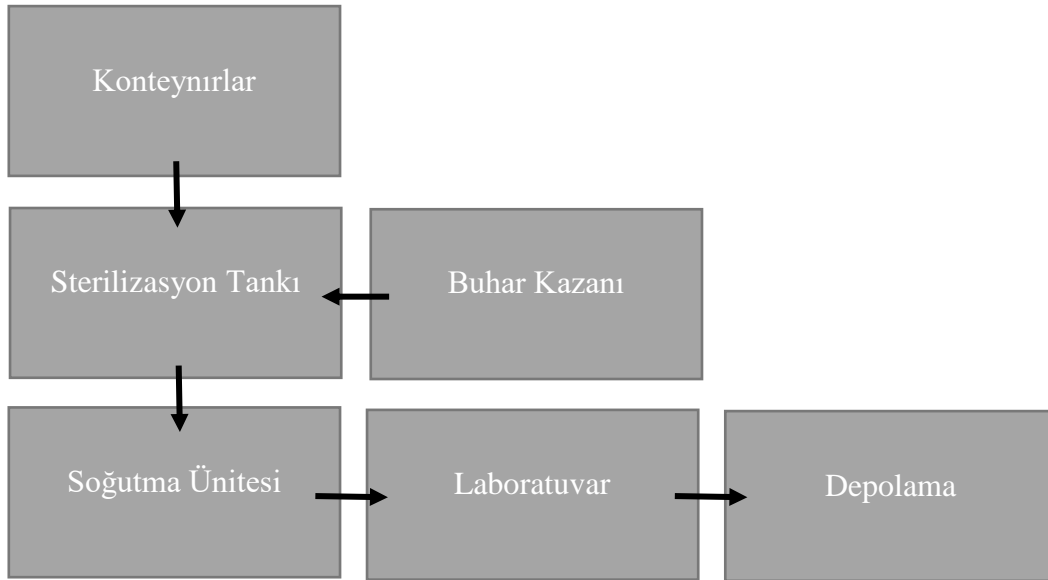 Konteynırlar
Sterilizasyon Tankı
Buhar Kazanı
Soğutma Ünitesi
Laboratuvar
Depolama